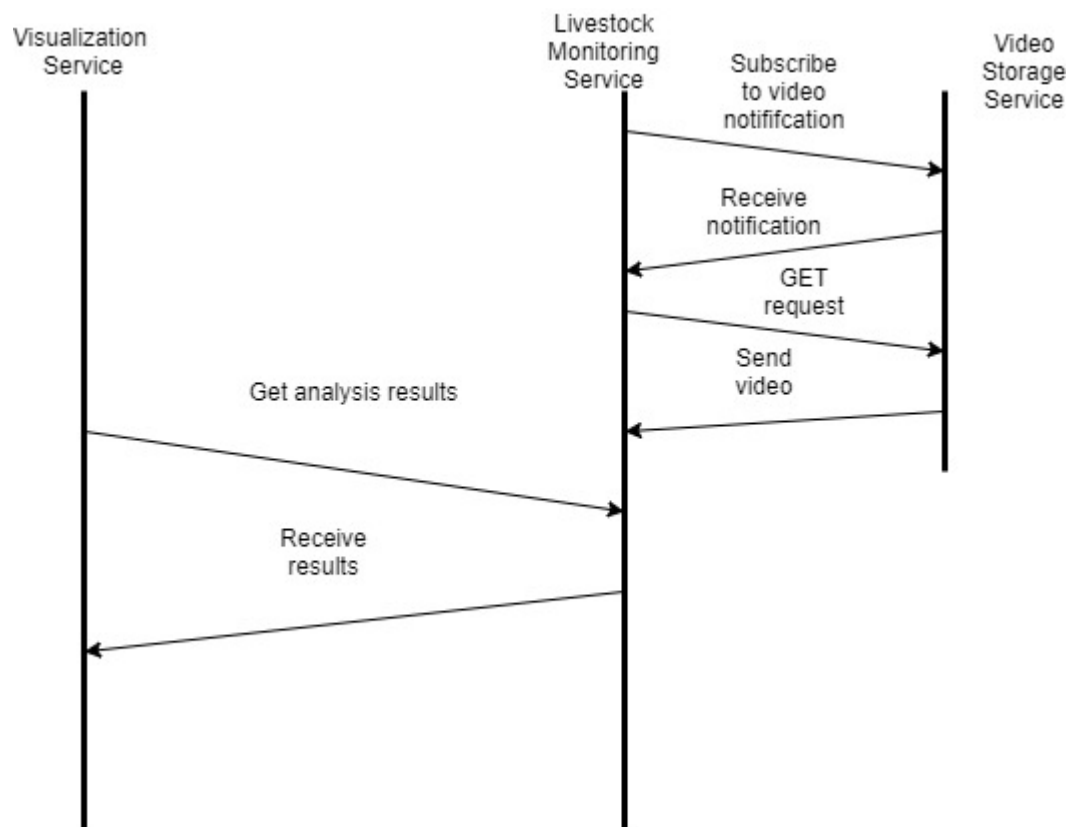 Visualization
Service
Livestock
Monitoring
Service
Video
Storage
Service
Subscribe
to video
notififcation
Receive
notification
GET
request
Send
video
Get analysis results
Receive
results